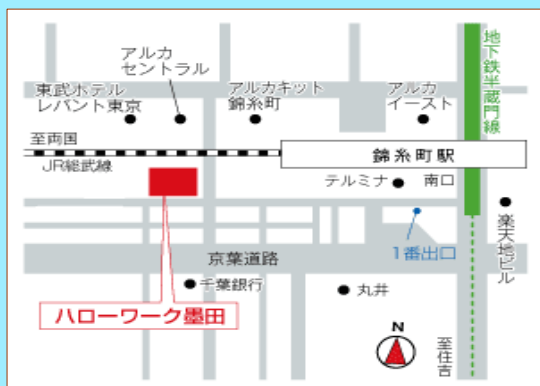 アルカ
セントラル
東武ホテル
レバント東京
アルカキット
錦糸町
アルカ
イースト
地下鉄半蔵門線
至両国
JR総武線
錦糸町駅
テルミナ
南口
1番出口
楽天地ビル
京葉道路
千葉銀行
丸井
ハローワーク墨田
N
至住吉